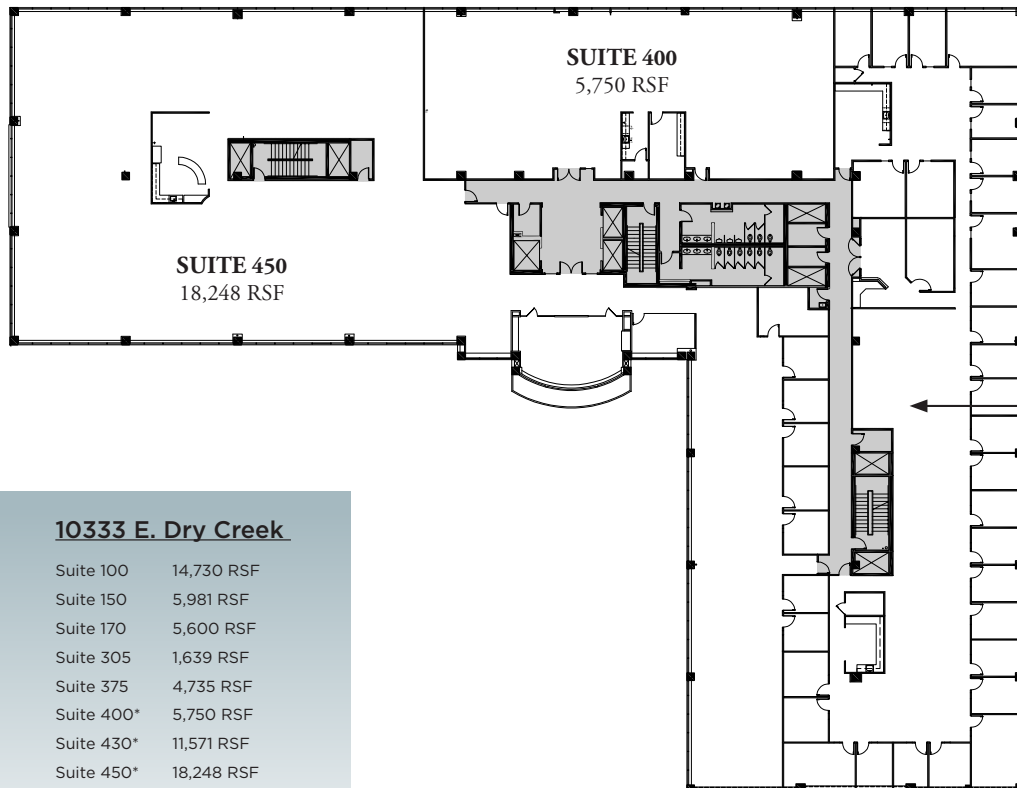 SUITE 400
5,750 RSF
SUITE 450
18,248 RSF
10333 E. Dry Creek
Suite 100 14,730 RSF
Suite 150 5,981 RSF
Suite 170 5,600 RSF
Suite 305 1,639 RSF
Suite 375 4,735 RSF
Suite 400* 5,750 RSF
Suite 430* 11,571 RSF
Suite 450* 18,248 RSF